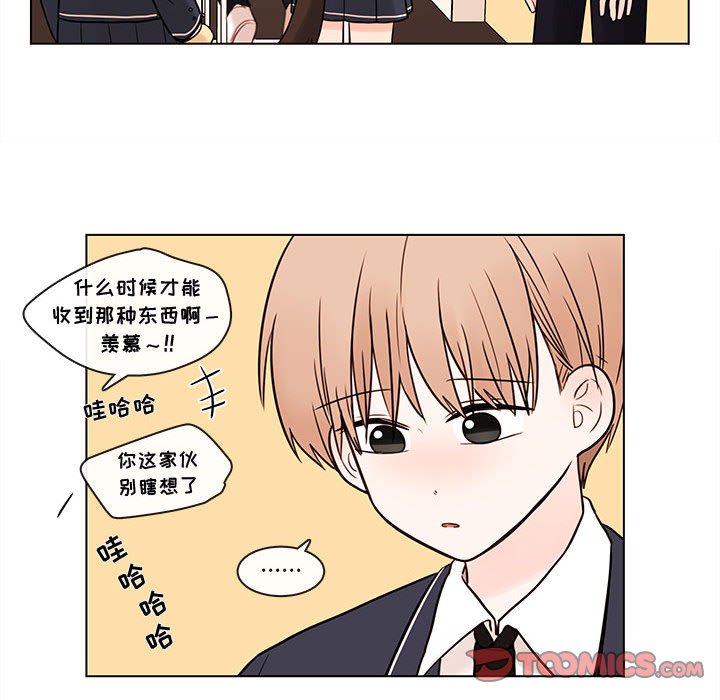 什么时候才能
收到那种东西啊–
羡慕~!!
哇哈哈
你这家伙
别瞎想了
哇
哈
哈
哈
……
TOOMICS.COM